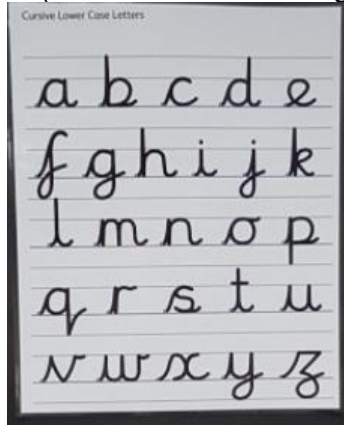 Cursive Lower Case Letters
a b c d e
f g h i j k
l m n o p
q r s t u
v w x y z